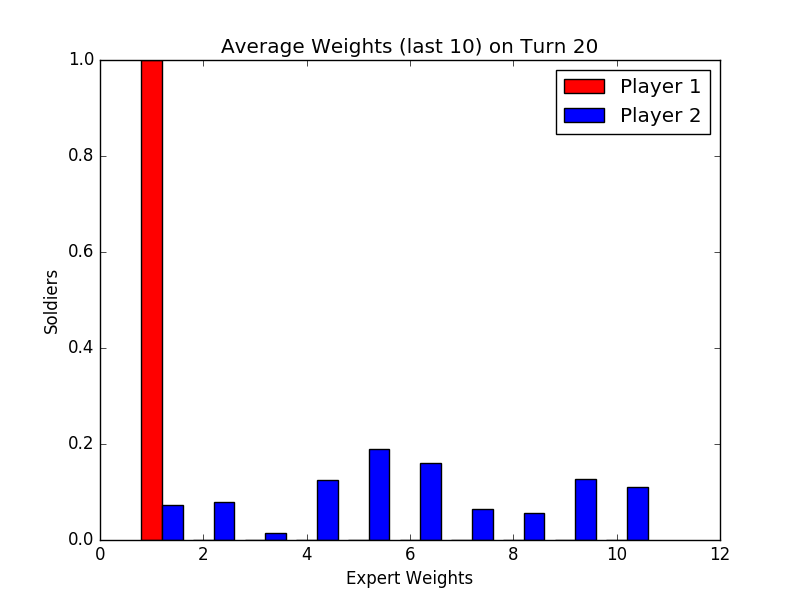 Average Weights (last 10) on Turn 20
Player 1
Player 2
1.0
0.8
0.6
0.4
0.2
0.0
Soldiers
0 2 4 6 8 10 12
Expert Weights